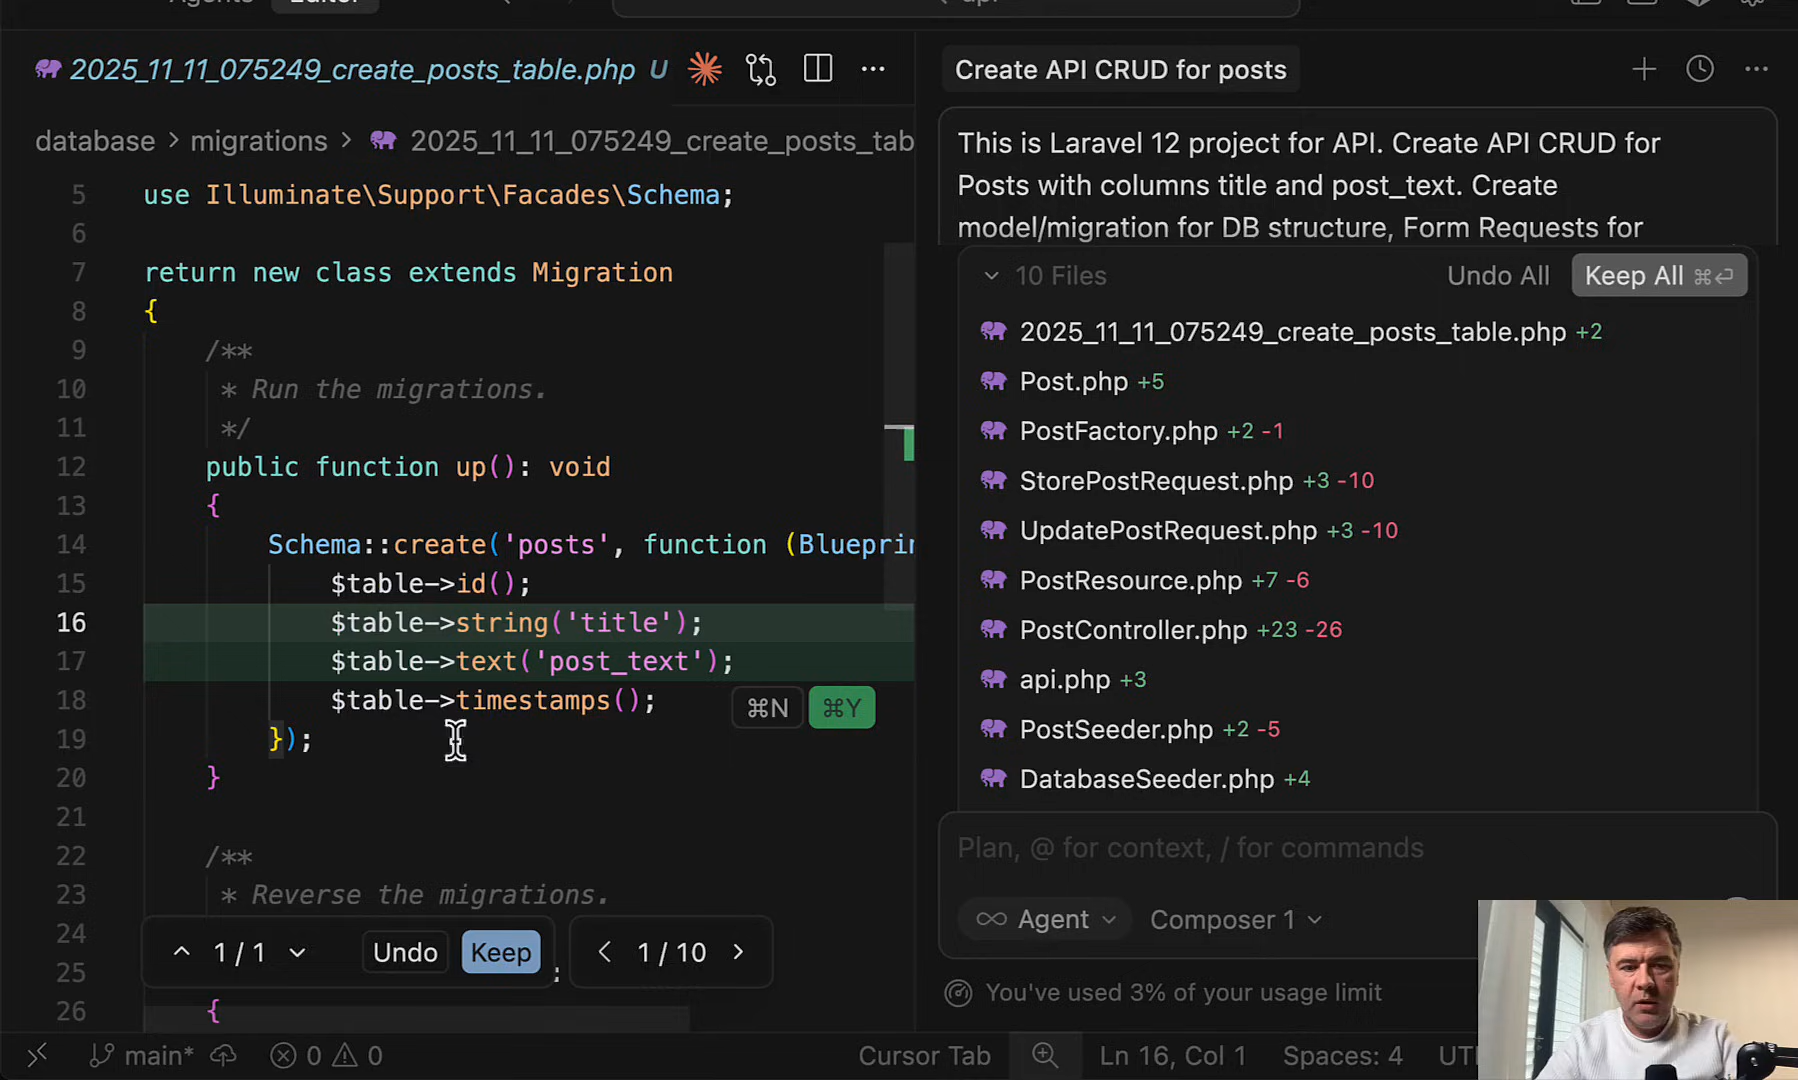 2025_11_11_075249_create_posts_table.php U
database > migrations > 2025_11_11_075249_create_posts_tab
5 use Illuminate\Support\Facades\Schema;
6
7 return new class extends Migration
8 {
9 /**
10 * Run the migrations.
11 */
12 public function up(): void
13 {
14 Schema::create('posts', function (Blueprin
15 $table->id();
16 $table->string('title');
17 $table->text('post_text');
18 $table->timestamps();
⌘N ⌘Y
19 });
20 }
21
22 /**
23 * Reverse the migrations.
24
25 ;
26 {
1 / 1 Undo Keep 1 / 10
Create API CRUD for posts
This is Laravel 12 project for API. Create API CRUD for
Posts with columns title and post_text. Create
model/migration for DB structure, Form Requests for
10 Files Undo All Keep All ⌘⏎
2025_11_11_075249_create_posts_table.php +2
Post.php +5
PostFactory.php +2 -1
StorePostRequest.php +3 -10
UpdatePostRequest.php +3 -10
PostResource.php +7 -6
PostController.php +23 -26
api.php +3
PostSeeder.php +2 -5
DatabaseSeeder.php +4
Plan, @ for context, / for commands
Agent Composer 1
You've used 3% of your usage limit
main* 0 0 Cursor Tab Ln 16, Col 1 Spaces: 4